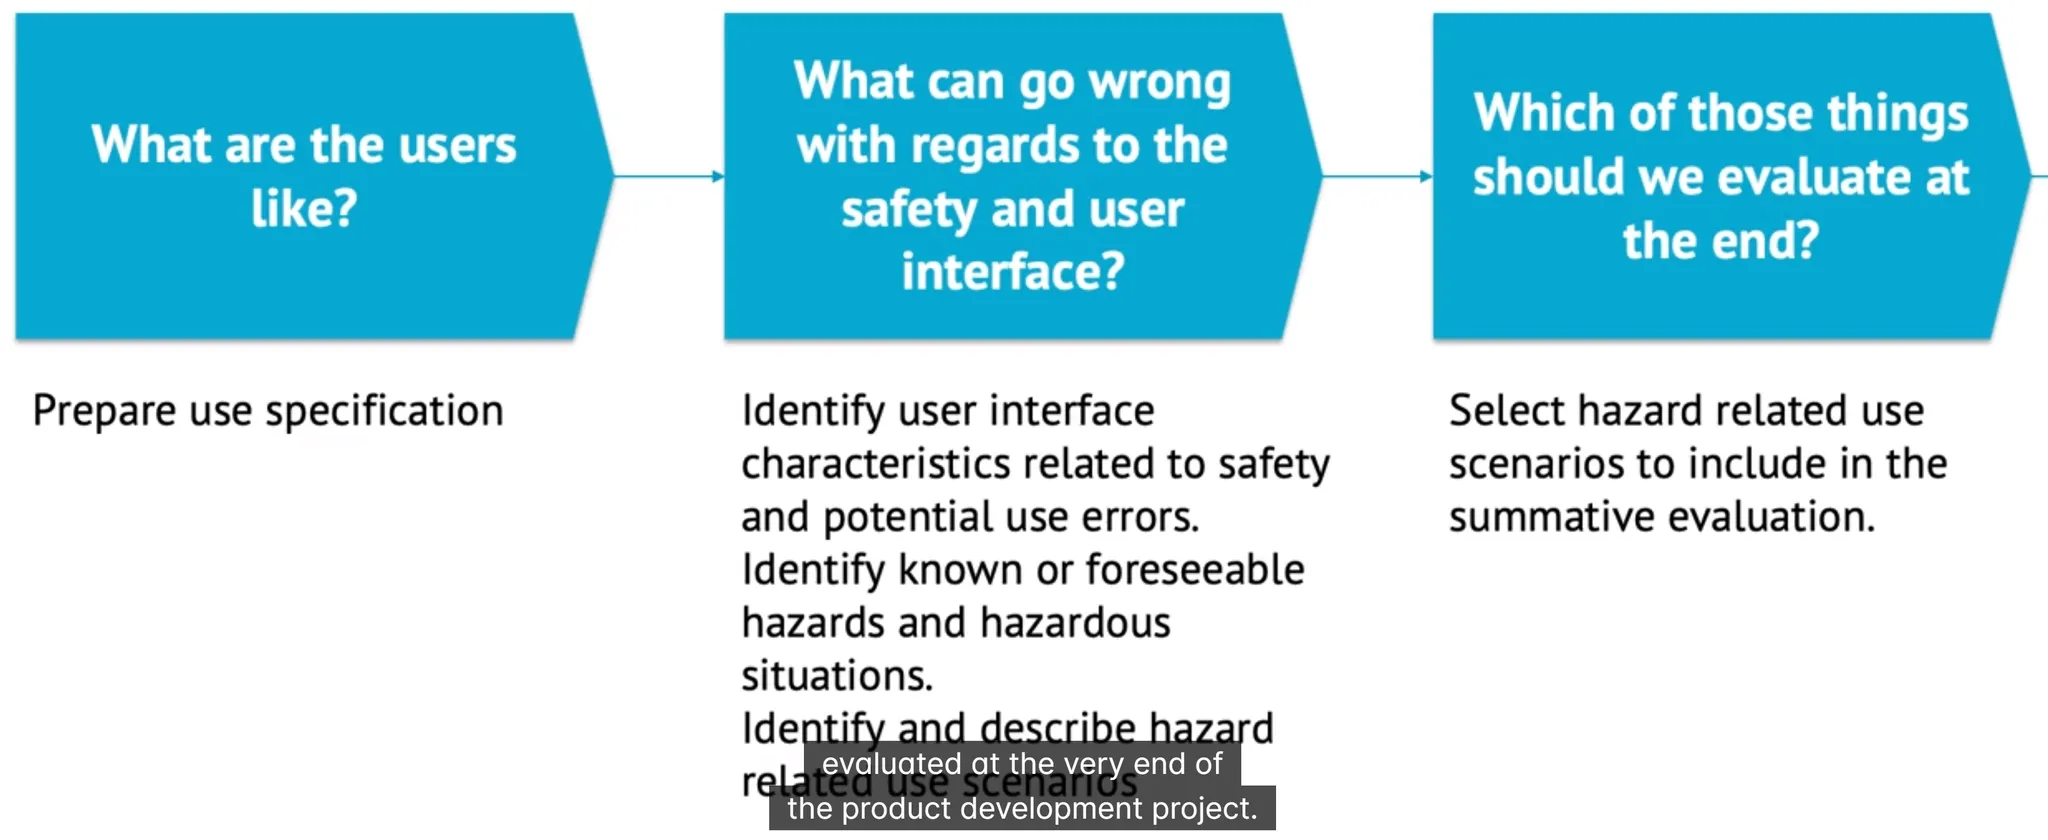 What are the users
like?
What can go wrong
with regards to the
safety and user
interface?
Which of those things
should we evaluate at
the end?
Prepare use specification
Identify user interface
characteristics related to safety
and potential use errors.
Identify known or foreseeable
hazards and hazardous
situations.
Identify and describe hazard
related use scenarios
Select hazard related use
scenarios to include in the
summative evaluation.
evaluated at the very end of
the product development project.